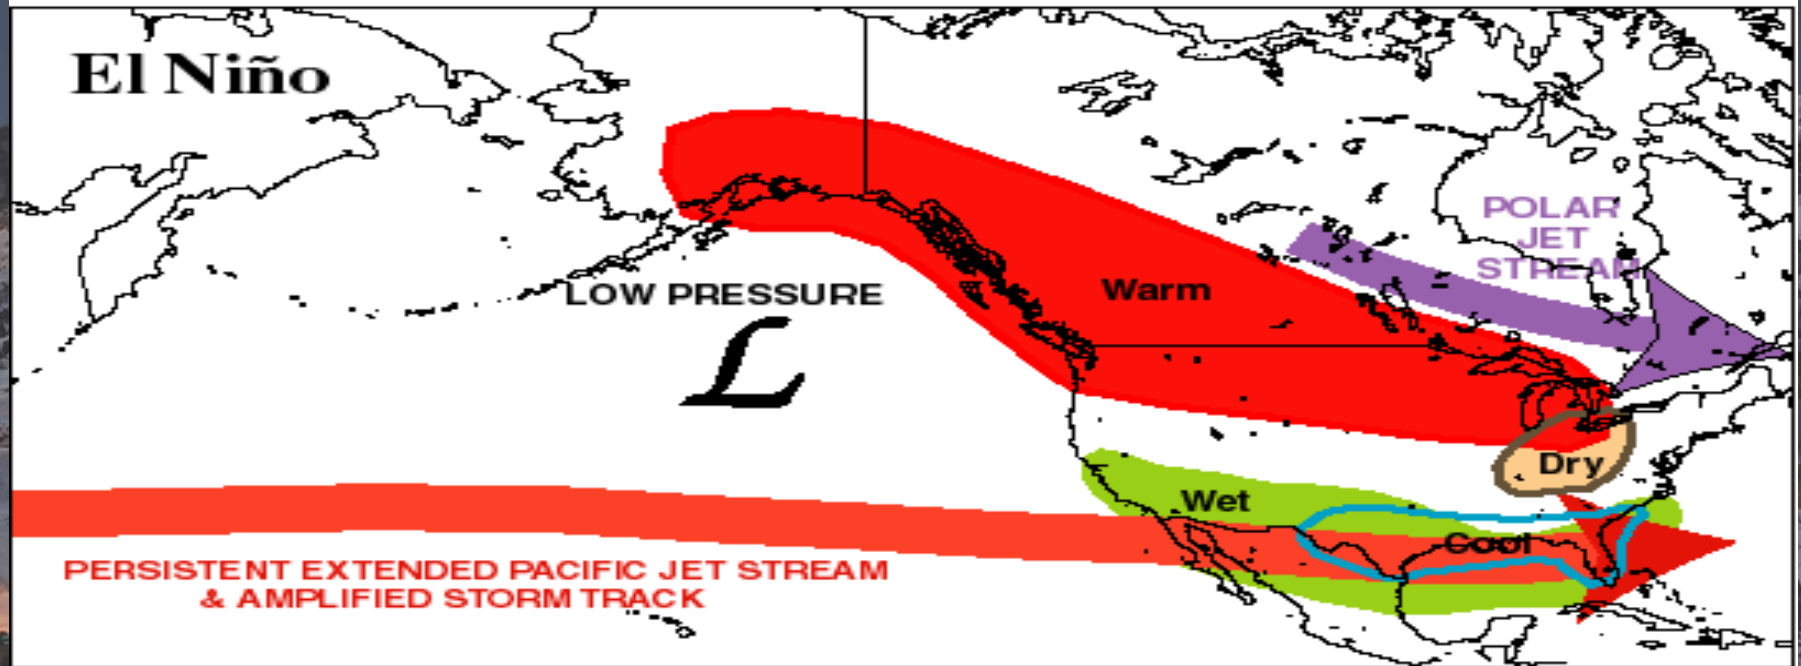 El Niño
POLAR
JET
STREAM
LOW PRESSURE
Warm
L
Dry
Wet
Cool
PERSISTENT EXTENDED PACIFIC JET STREAM
& AMPLIFIED STORM TRACK